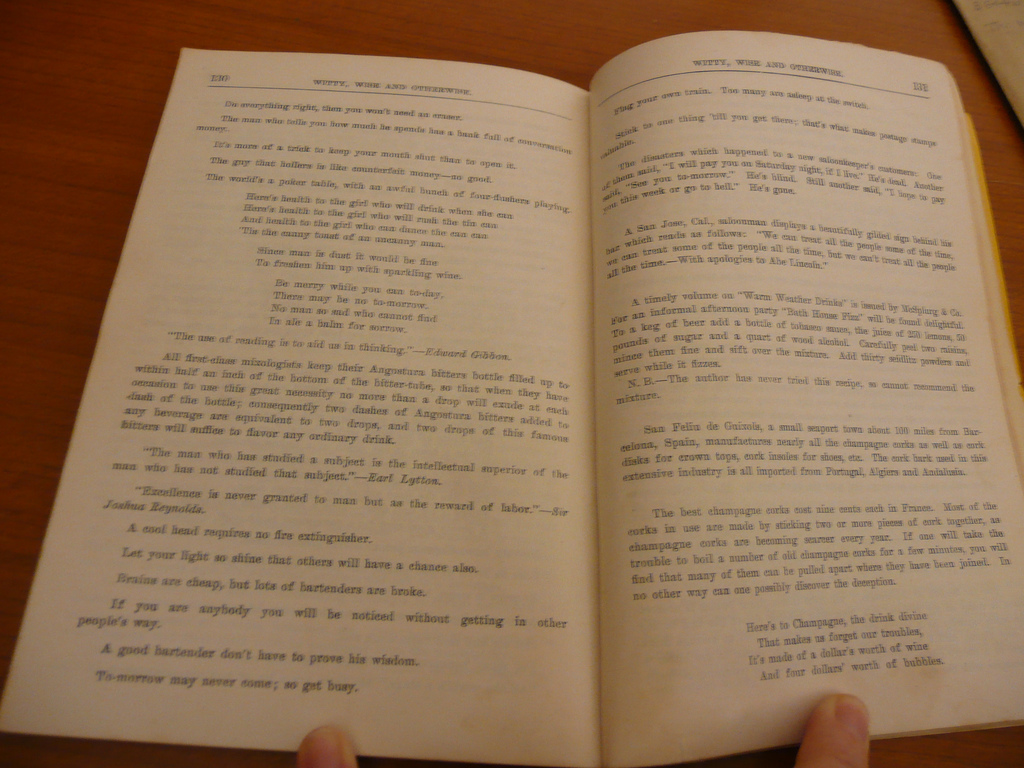 130
WITTY, WISE AND OTHERWISE.
Do everything right, then you won't need an eraser.
The man who tells you how much he spends has a bank full of conversation
money.
It's more of a trick to keep your mouth shut than to open it.
The guy that hollers is like counterfeit money—no good.
The world's a poker table, with an awful bunch of four-flushers playing.
Here's health to the girl who will drink when she can
Here's health to the girl who will rush the tin can
And health to the girl who can dance the can can
'Tis the canny toast of an uncanny man.
Since man is dust it would be fine
To freshen him up with sparkling wine.
Be merry while you can to-day,
There may be no to-morrow.
No man so sad who cannot find
In ale a balm for sorrow.
"The use of reading is to aid us in thinking."—Edward Gibbon.
All first-class mixologists keep their Angostura bitters bottle filled up to
within half an inch of the bottom of the bitter-tube, so that when they have
occasion to use this great necessity no more than a drop will exude at each
dash of the bottle; consequently two dashes of Angostura bitters added to
any beverage are equivalent to two drops, and two drops of this famous
bitters will suffice to flavor any ordinary drink.
"The man who has studied a subject is the intellectual superior of the
man who has not studied that subject."—Earl Lytton.
"Excellence is never granted to man but as the reward of labor."—Sir
Joshua Reynolds.
A cool head requires no fire extinguisher.
Let your light so shine that others will have a chance also.
Brains are cheap, but lots of bartenders are broke.
If you are anybody you will be noticed without getting in other
people's way.
A good bartender don't have to prove his wisdom.
To-morrow may never come; so get busy.
WITTY, WISE AND OTHERWISE.
131
Flag your own train. Too many are asleep at the switch.
Stick to one thing 'till you get them; that's what makes postage stamps
valuable.
The disasters which happened to a new saloonkeeper's customers: One
of them said, "I will pay you on Saturday night, if I live." He's dead. Another
said, "See you to-morrow." He's blind. Still another said, "I hope to pay
you this week or go to hell." He's gone.
A San Jose, Cal., saloonman displays a beautifully gilded sign behind his
bar which reads as follows: "We can treat all the people some of the time,
we can treat some of the people all the time, but we can't treat all the people
all the time.—With apologies to Abe Lincoln."
A timely volume on "Warm Weather Drinks" is issued by & Co.
For an informal afternoon party "Bath House Fizz" will be found delightful.
To a keg of beer add a bottle of tobasco sauce, the juice of 250 lemons, 20
pounds of sugar and a quart of wood alcohol. Carefully peel two raisins,
mince them fine and sift over the mixture. Add thirty seidlitz powders and
serve while it fizzes.
N. B.—The author has never tried this recipe, so cannot recommend the
mixture.
San Feliu de Guixols, a small seaport town about 100 miles from Bar-
celona, Spain, manufactures nearly all the champagne corks as well as cork
disks for crown tops, cork insoles for shoes, etc. The cork bark used in this
extensive industry is all imported from Portugal, Algiers and Andalusia.
The best champagne corks cost nine cents each in France. Most of the
corks in use are made by sticking two or more pieces of cork together, as
champagne corks are becoming scarcer every year. If one will take the
trouble to boil a number of old champagne corks for a few minutes, you will
find that many of them can be pulled apart where they have been joined. In
no other way can one possibly discover the deception.
Here's to Champagne, the drink divine
That makes us forget our troubles,
It's made of a dollar's worth of wine
And four dollars' worth of bubbles.